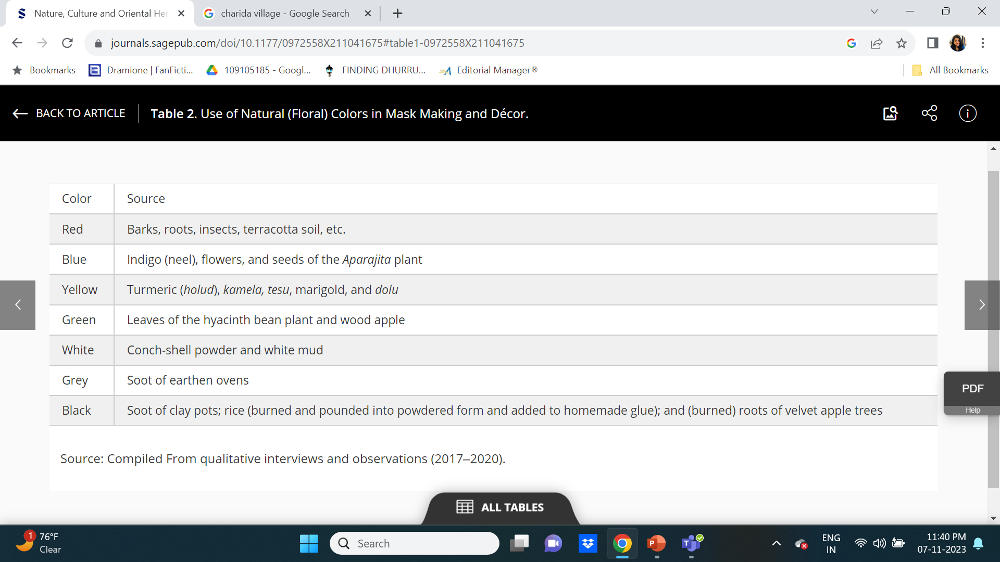 Nature, Culture and Oriental Her
charida village - Google Search
journals.sagepub.com/doi/10.1177/0972558X211041675#table1-0972558X211041675
Bookmarks
Dramione | FanFicti...
109105185 - Googl...
FINDING DHURRU...
Editorial Manager®
All Bookmarks
BACK TO ARTICLE
Table 2. Use of Natural (Floral) Colors in Mask Making and Décor.
Color Source
Red Barks, roots, insects, terracotta soil, etc.
Blue Indigo (neel), flowers, and seeds of the Aparajita plant
Yellow Turmeric (holud), kamela, tesu, marigold, and dolu
Green Leaves of the hyacinth bean plant and wood apple
White Conch-shell powder and white mud
Grey Soot of earthen ovens
Black Soot of clay pots; rice (burned and pounded into powdered form and added to homemade glue); and (burned) roots of velvet apple trees
PDF
Help
Source: Compiled From qualitative interviews and observations (2017–2020).
ALL TABLES
1
76°F
Clear
Search
ENG
IN
11:40 PM
07-11-2023